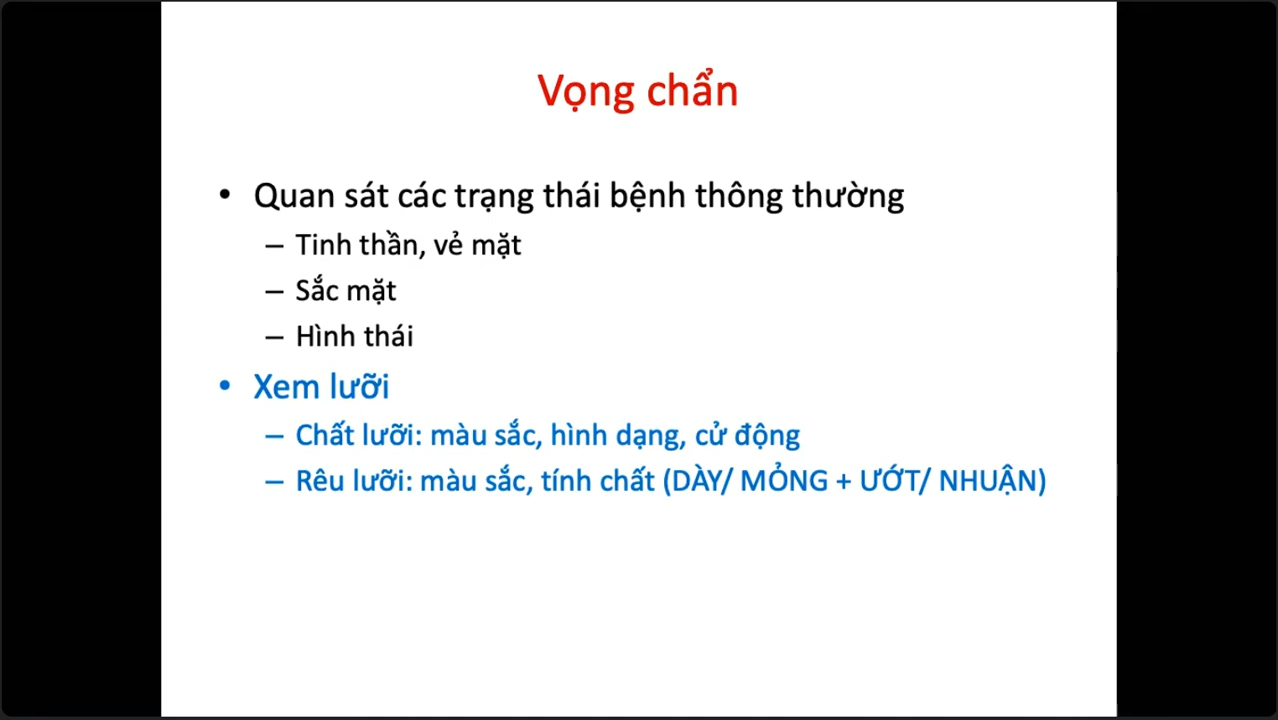 Vọng chẩn
• Quan sát các trạng thái bệnh thông thường
– Tinh thần, vẻ mặt
– Sắc mặt
– Hình thái
• Xem lưỡi
– Chất lưỡi: màu sắc, hình dạng, cử động
– Rêu lưỡi: màu sắc, tính chất (DÀY/ MỎNG + ƯỚT/ NHUẬN)